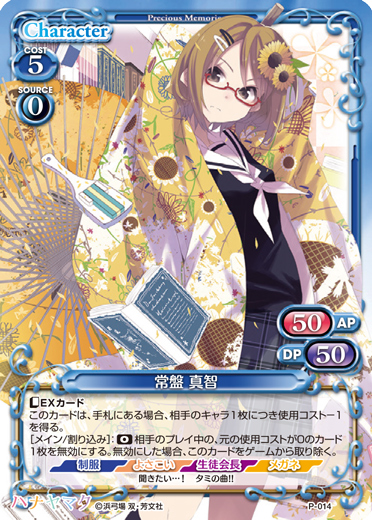 Precious Memories
Character
COST
5
SOURCE
0
50 AP
DP 50
常盤 真智
EXカード
このカードは、手札にある場合、相手のキャラ1枚につき使用コスト-1
を得る。
[メイン/割り込み]:相手のプレイ中の、元の使用コストが0のカード
1枚を無効にする。無効にした場合、このカードをゲームから取り除く。
制服 よさこい 生徒会長 メガネ
聞きたい…! タミの曲!!
ハナヤマタ
©浜弓場 双・芳文社
P-014